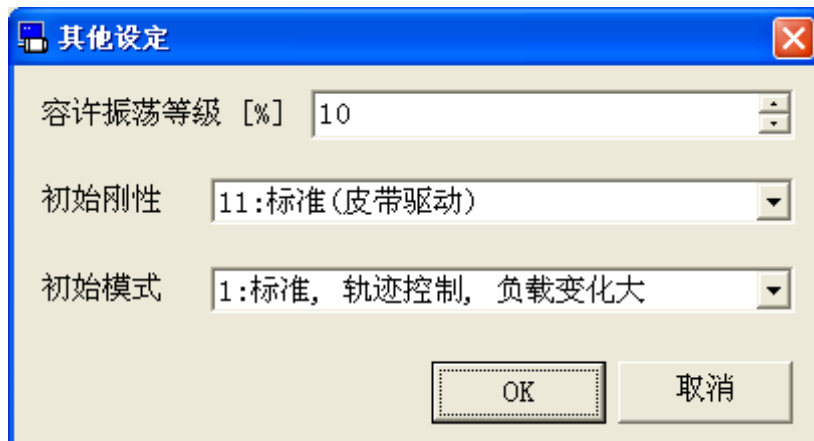 其他设定
容许振荡等级 [%] 10
初始刚性 11:标准(皮带驱动)
初始模式 1:标准, 轨迹控制, 负载变化大
OK 取消